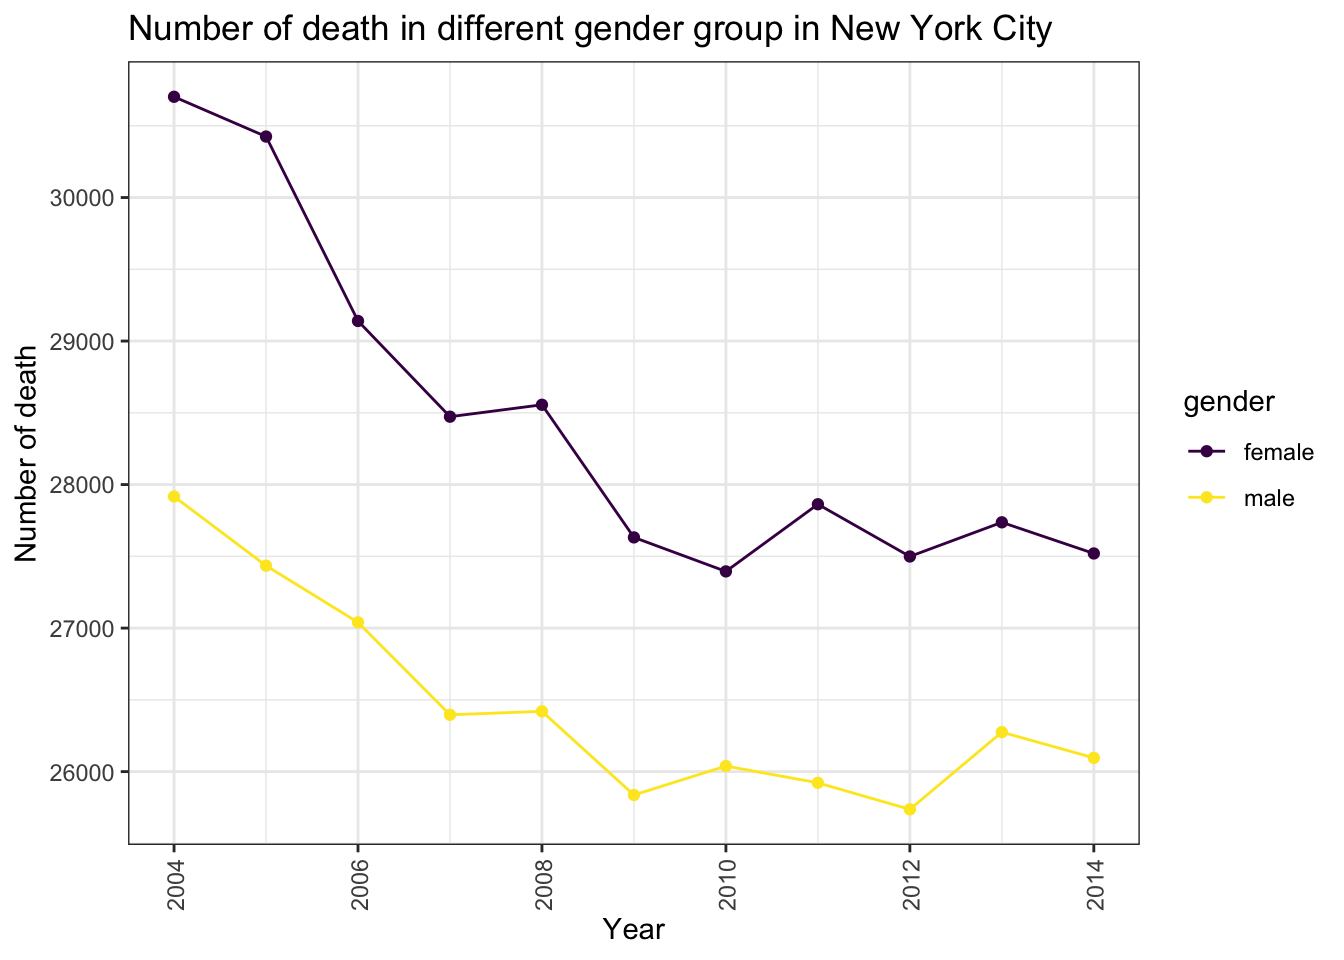 Number of death in different gender group in New York City
Number of death
30000
29000
28000
27000
26000
2004
2006
2008
2010
2012
2014
Year
gender
female
male